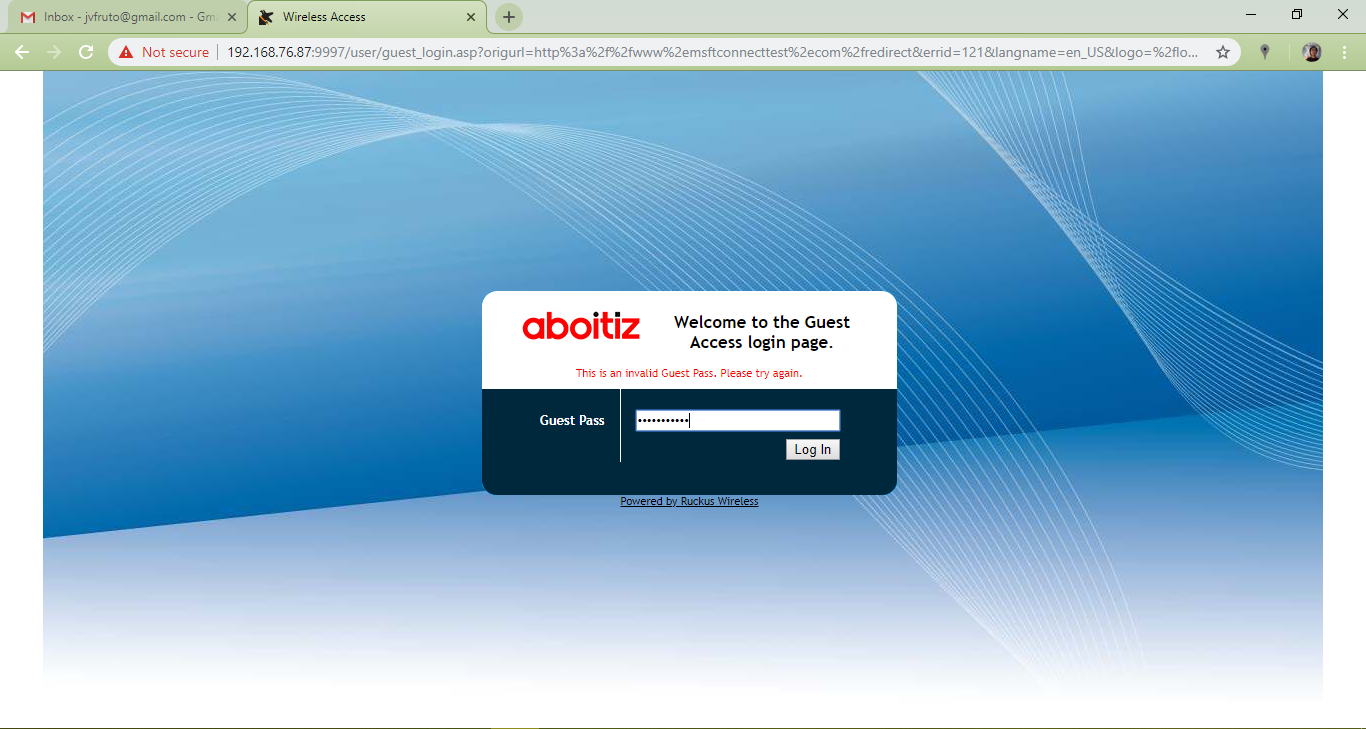 Inbox - jvfruto@gmail.com - Gm
Wireless Access
Not secure
192.168.76.87:9997/user/guest_login.asp?origurl=http%3a%2f%2fwww%2emsftconnecttest%2ecom%2fredirect&errid=121&langname=en_US&logo=%2flo...
aboitiz
Welcome to the Guest
Access login page.
This is an invalid Guest Pass. Please try again.
Guest Pass
Log In
Powered by Ruckus Wireless